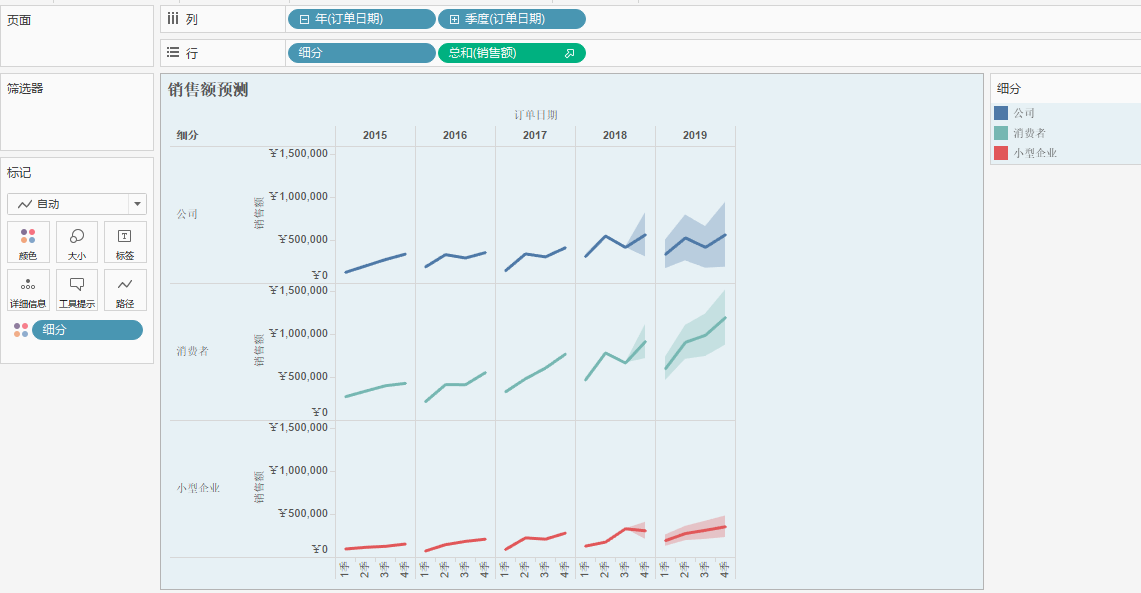 页面
列
年(订单日期)
季度(订单日期)
行
细分
总和(销售额)
筛选器
标记
自动
颜色
大小
标签
详细信息
工具提示
路径
细分
销售额预测
订单日期
细分
2015
2016
2017
2018
2019
公司
销售额
¥1,500,000
¥1,000,000
¥500,000
¥0
消费者
销售额
¥1,500,000
¥1,000,000
¥500,000
¥0
小型企业
销售额
¥1,500,000
¥1,000,000
¥500,000
¥0
1季 2季 3季 4季 1季 2季 3季 4季 1季 2季 3季 4季 1季 2季 3季 4季 1季 2季 3季 4季
细分
公司
消费者
小型企业